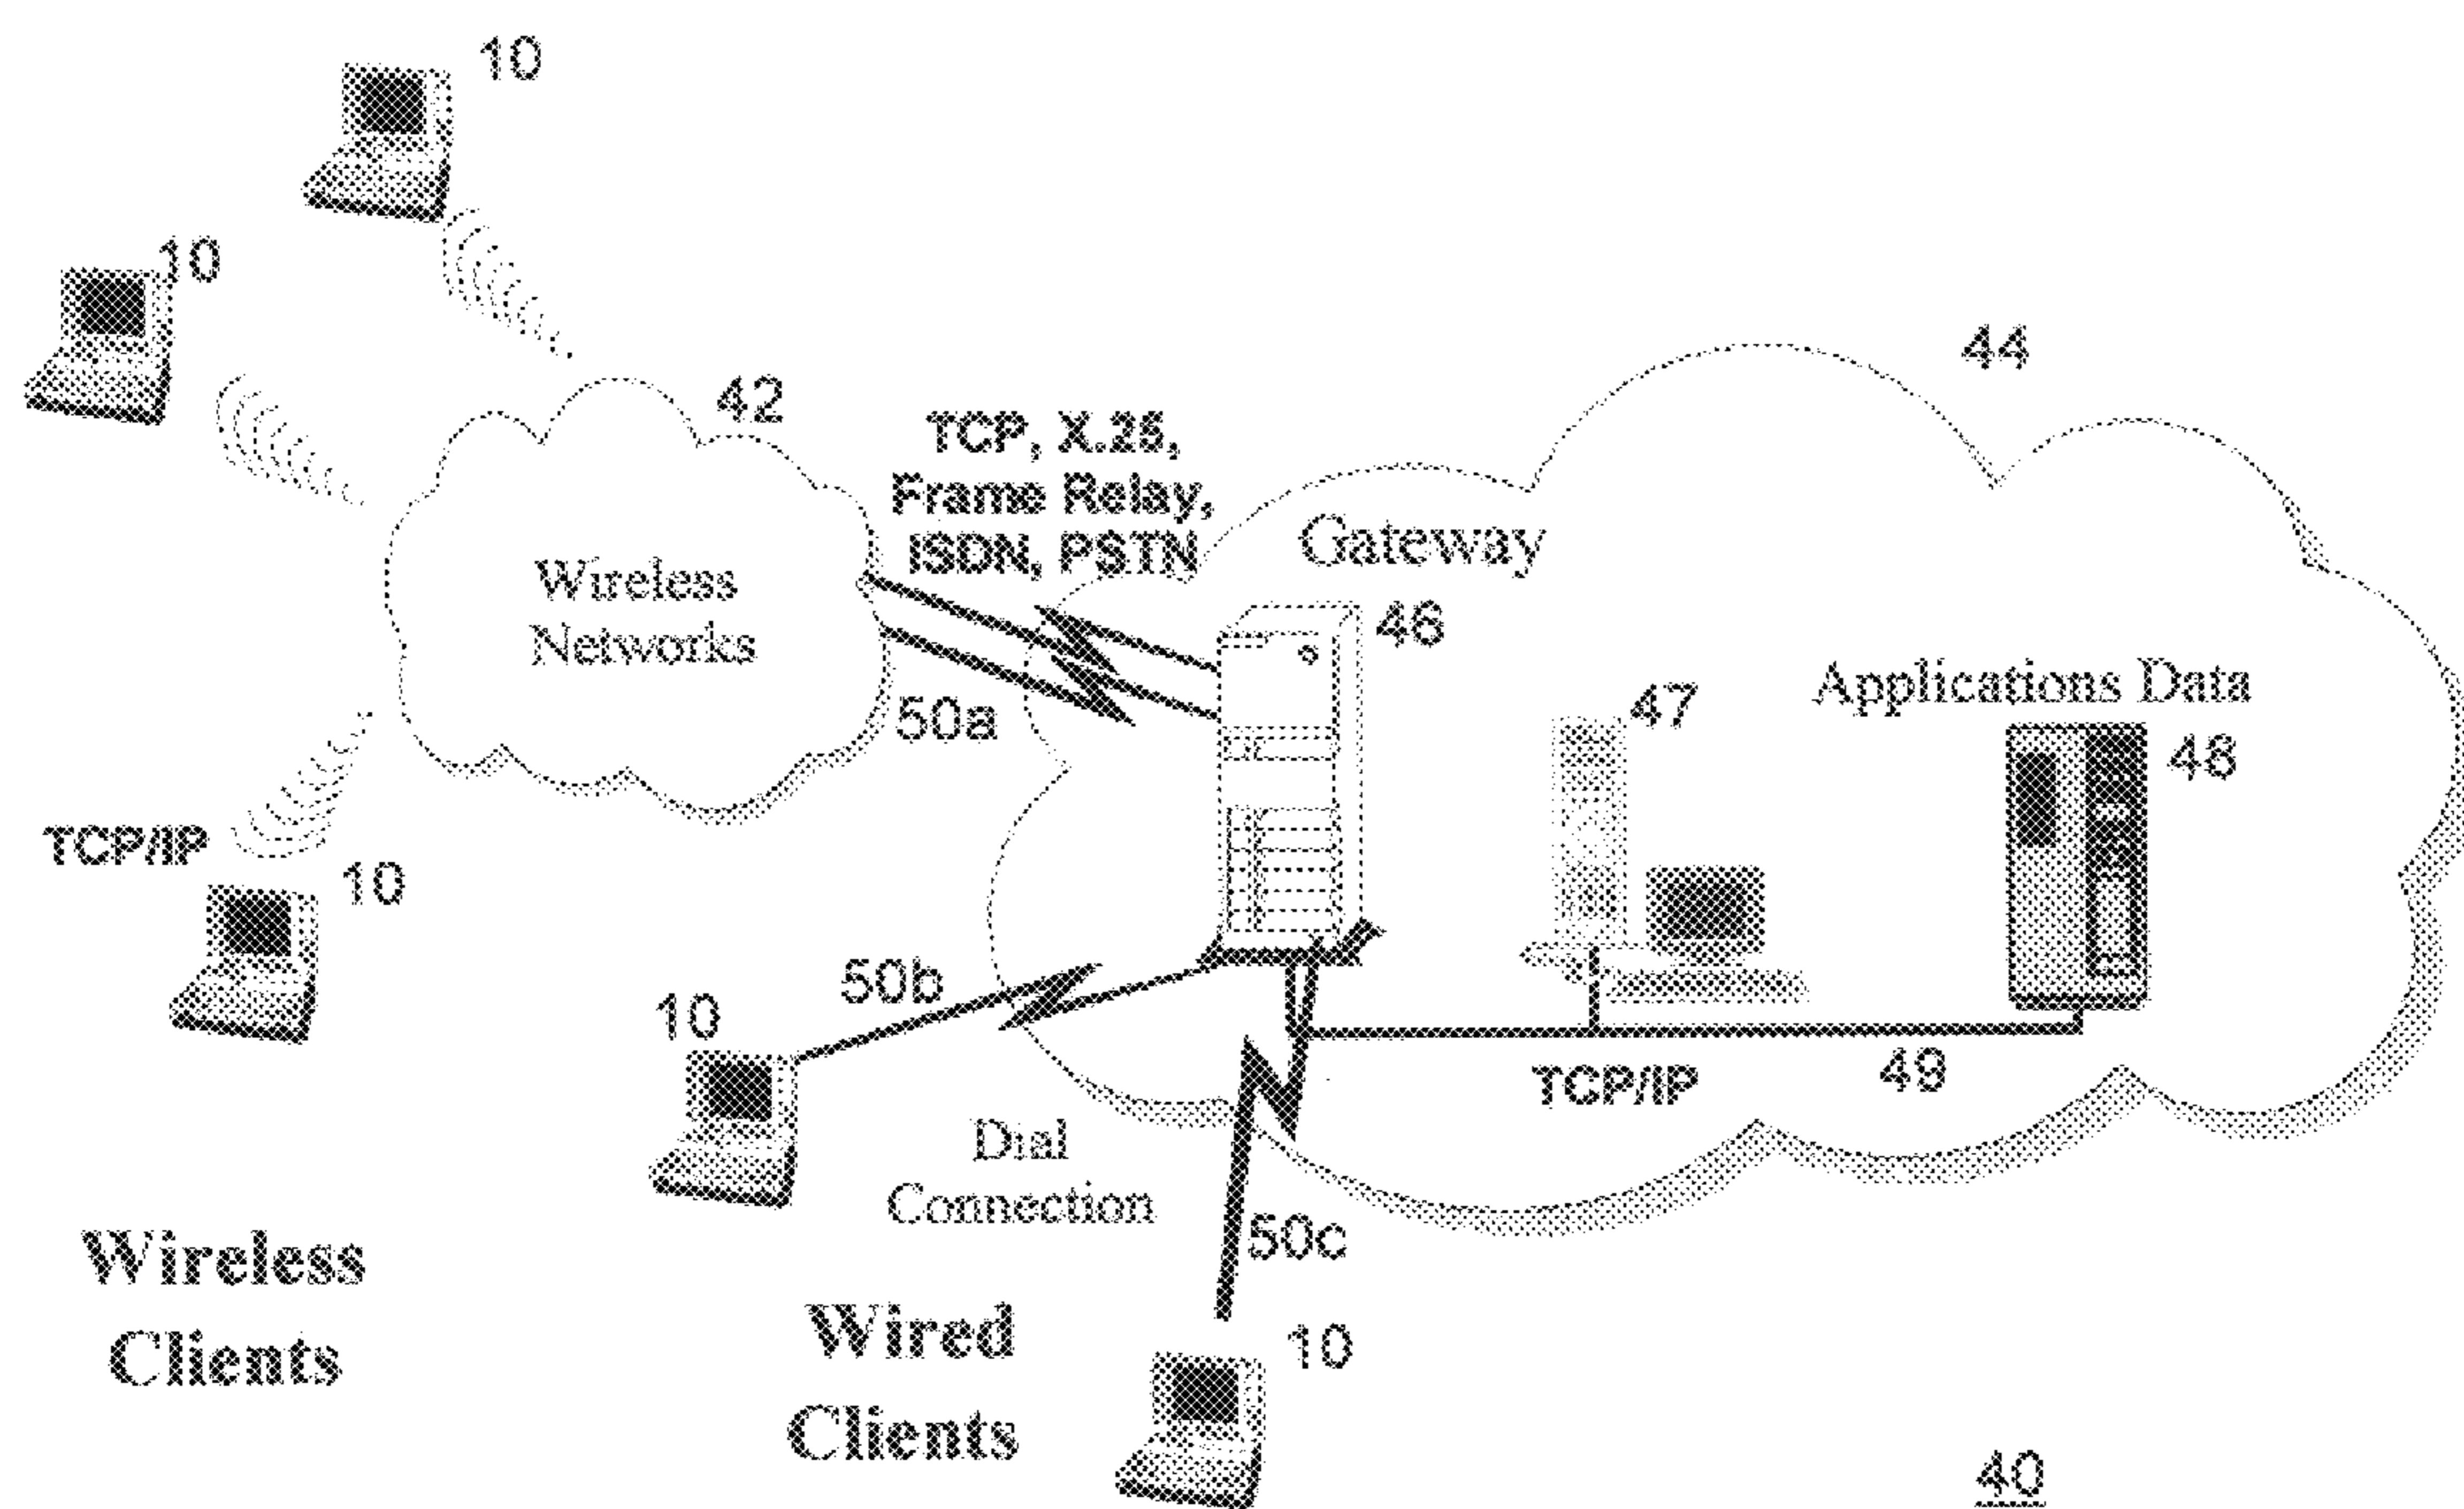 10
10
44
42
TCP, X.25,
Frame Relay,
ISDN, PSTN
Gateway
Wireless
Networks
46
Applications Data
47
50a
48
TCP/IP
10
50b
10
49
TCP/IP
Dial
Connection
50c
Wireless
Clients
Wired
Clients
10
40